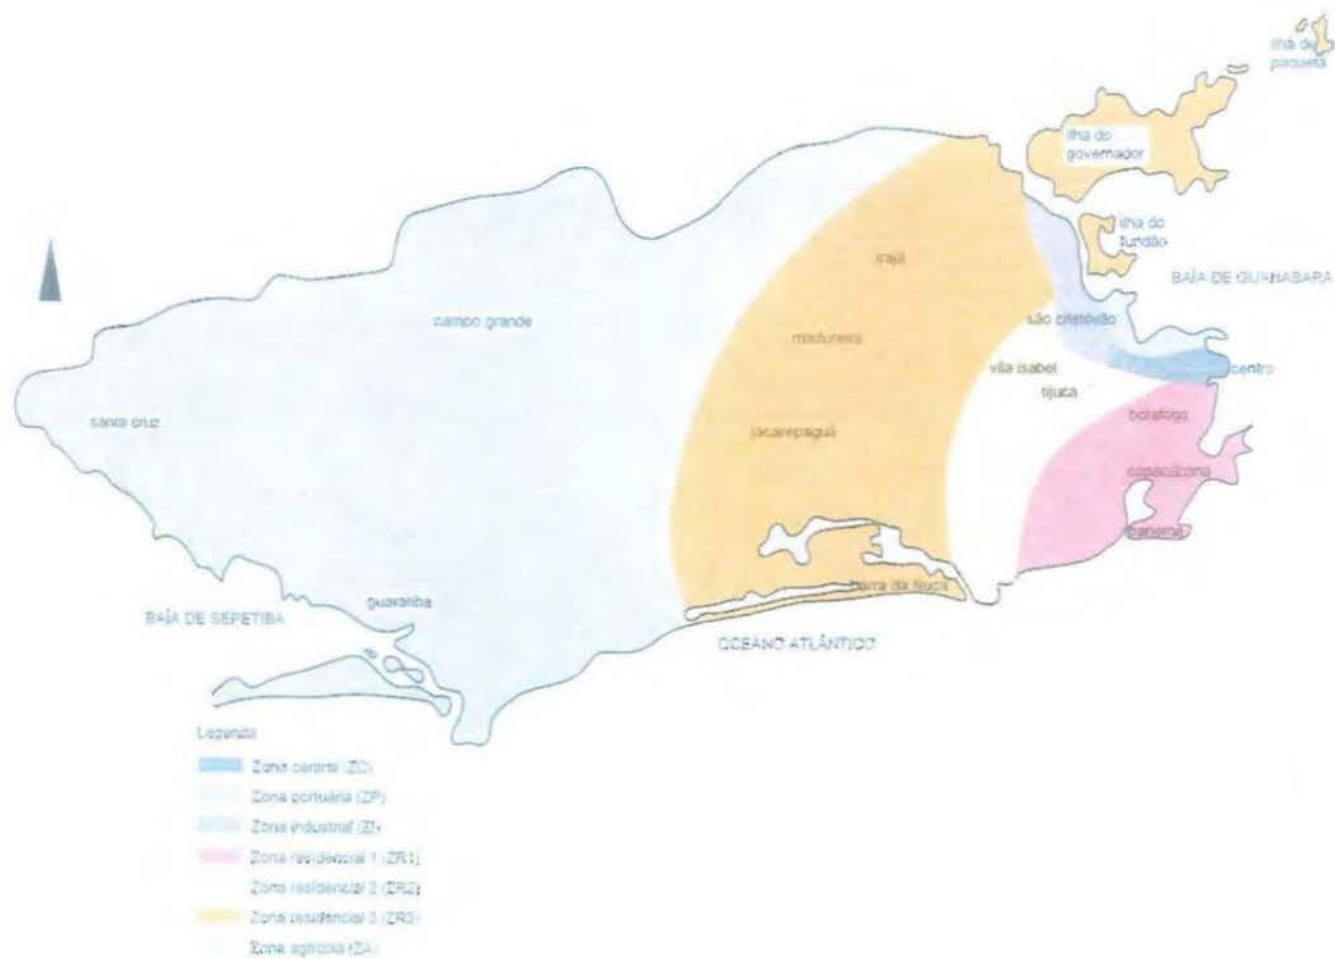 ilha de
paquetá
ilha do
governador
ilha do
fundão
BAÍA DE GUANABARA
irajá
campo grande
são cristóvão
madureira
vila isabel
centro
tijuca
santa cruz
botafogo
jacarepaguá
copacabana
ipanema
barra da tijuca
guaratiba
BAÍA DE SEPETIBA
OCEANO ATLÂNTICO
Legenda
Zona central (ZC)
Zona portuária (ZP)
Zona industrial (ZI)
Zona residencial 1 (ZR1)
Zona residencial 2 (ZR2)
Zona residencial 3 (ZR3)
Zona agrícola (ZA)